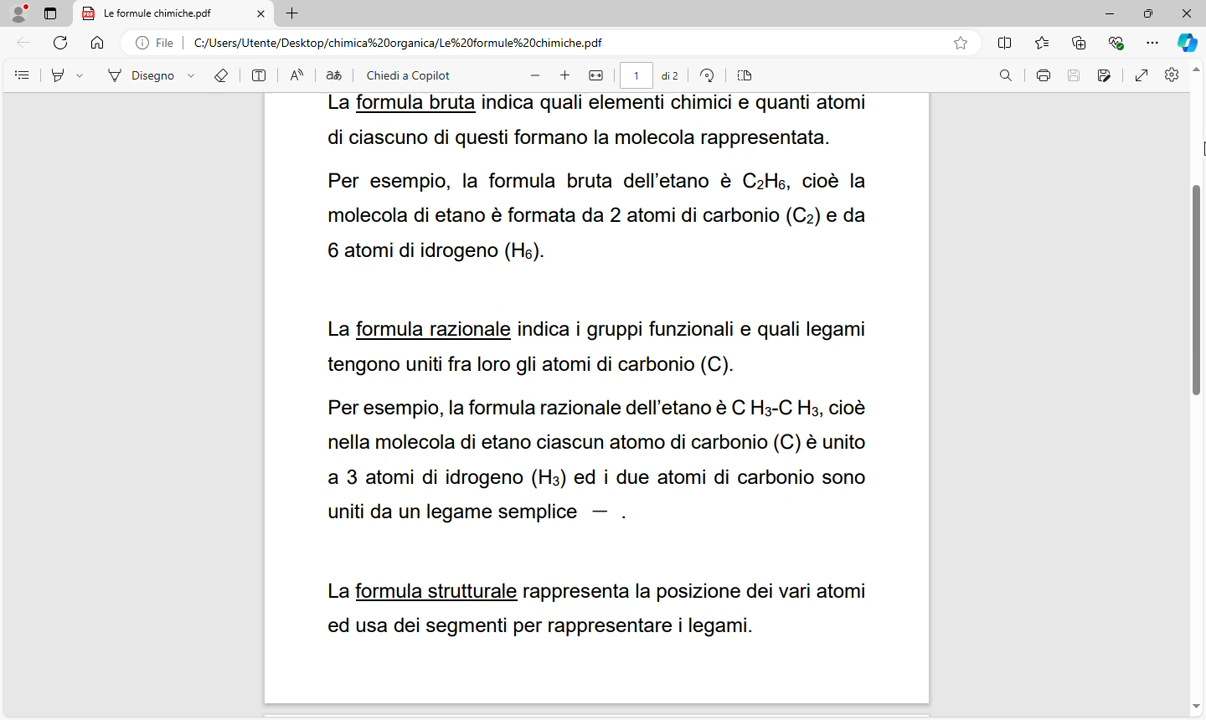 Le formule chimiche.pdf
File C:/Users/Utente/Desktop/chimica%20organica/Le%20formule%20chimiche.pdf
Disegno aあ Chiedi a Copilot 1 di 2
La formula bruta indica quali elementi chimici e quanti atomi
di ciascuno di questi formano la molecola rappresentata.
Per esempio, la formula bruta dell'etano è C₂H₆, cioè la
molecola di etano è formata da 2 atomi di carbonio (C₂) e da
6 atomi di idrogeno (H₆).
La formula razionale indica i gruppi funzionali e quali legami
tengono uniti fra loro gli atomi di carbonio (C).
Per esempio, la formula razionale dell'etano è C H₃-C H₃, cioè
nella molecola di etano ciascun atomo di carbonio (C) è unito
a 3 atomi di idrogeno (H₃) ed i due atomi di carbonio sono
uniti da un legame semplice — .
La formula strutturale rappresenta la posizione dei vari atomi
ed usa dei segmenti per rappresentare i legami.